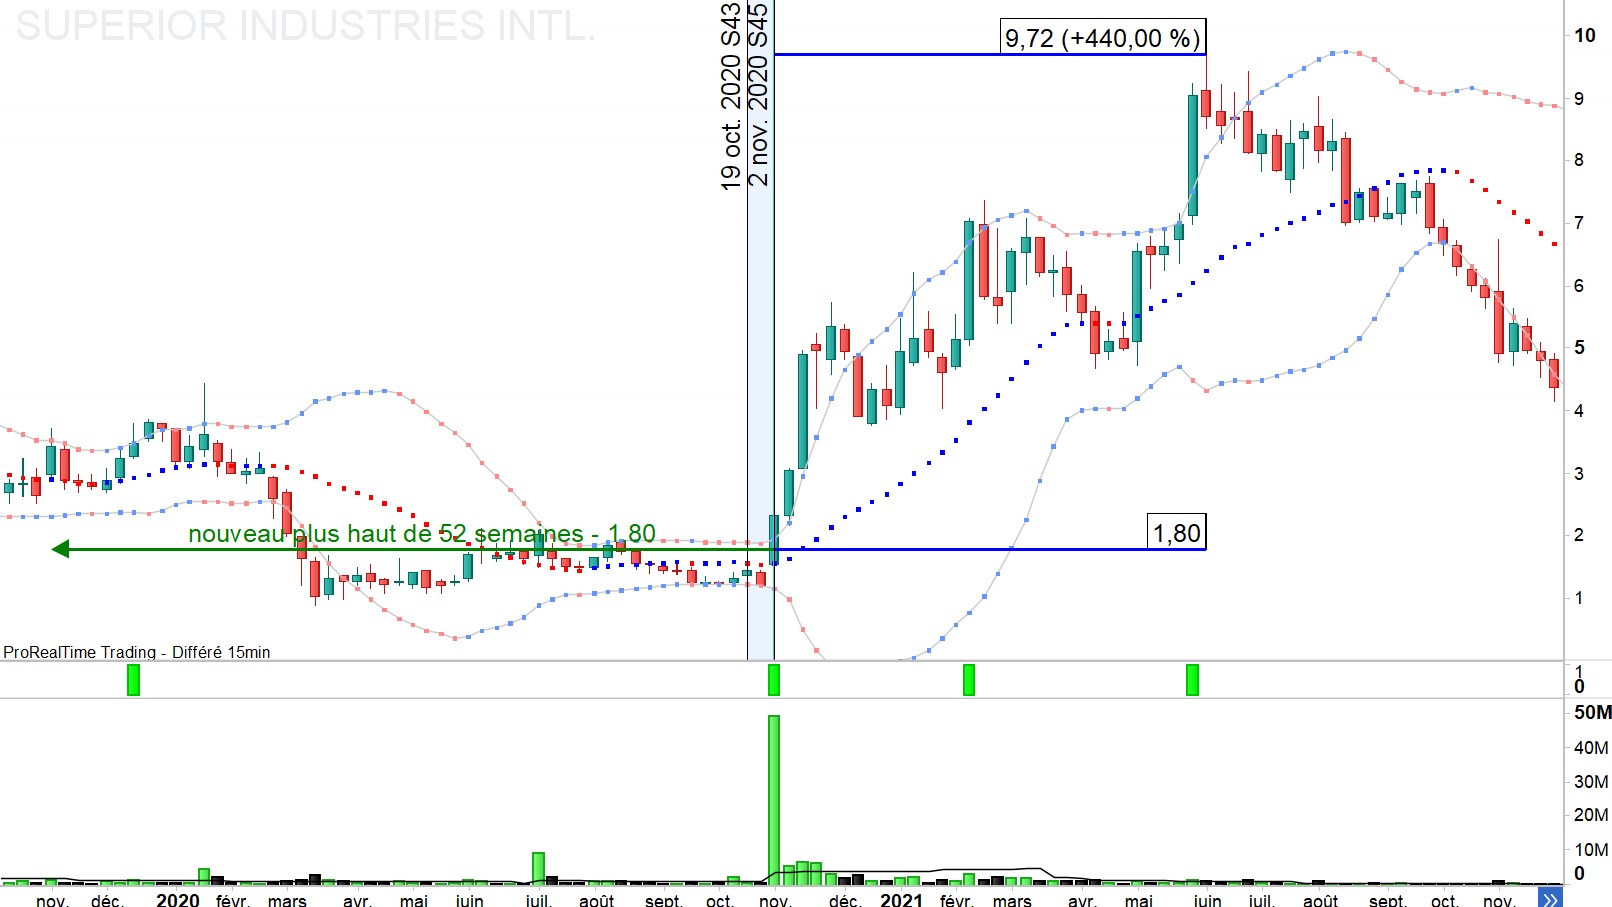 SUPERIOR INDUSTRIES INTL.
19 oct. 2020 S43
2 nov. 2020 S45
9,72 (+440,00 %)
10
9
8
7
6
5
4
3
2
1
nouveau plus haut de 52 semaines - 1,80
1,80
ProRealTime Trading - Différé 15min
1
0
50M
40M
30M
20M
10M
0
nov. déc. 2020 févr. mars avr. mai juin juil. août sept. oct. nov. déc. 2021 févr. mars avr. mai juin juil. août sept. oct. nov.